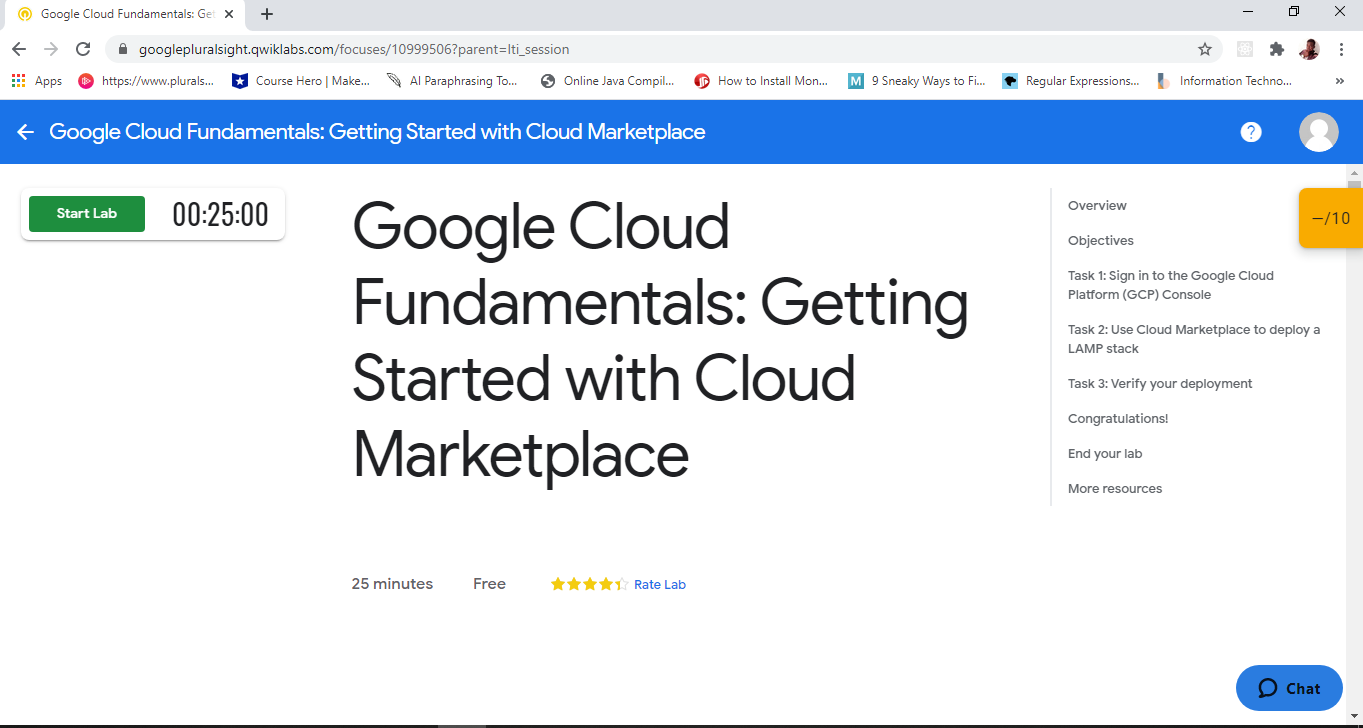 Google Cloud Fundamentals: Get
googlepluralsight.qwiklabs.com/focuses/10999506?parent=lti_session
Apps
https://www.plurals...
Course Hero | Make...
AI Paraphrasing To...
Online Java Compil...
How to Install Mon...
M
9 Sneaky Ways to Fi...
Regular Expressions...
Information Techno...
»
Google Cloud Fundamentals: Getting Started with Cloud Marketplace
?
Start Lab
00:25:00
Google Cloud
Fundamentals: Getting
Started with Cloud
Marketplace
25 minutes
Free
Rate Lab
Overview
Objectives
Task 1: Sign in to the Google Cloud
Platform (GCP) Console
Task 2: Use Cloud Marketplace to deploy a
LAMP stack
Task 3: Verify your deployment
Congratulations!
End your lab
More resources
–/10
Chat